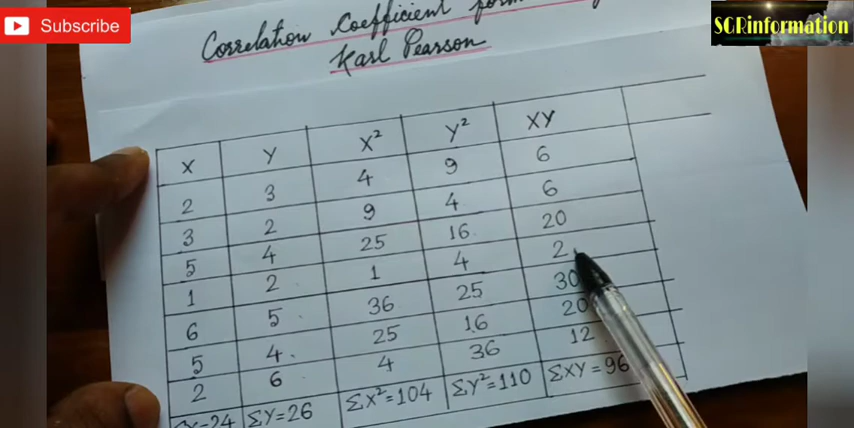 Subscribe
SCRinformation
Correlation Coefficient
Karl Pearson
X Y X² Y² XY
2 3 4 9 6
3 2 9 4 6
5 4 25 16 20
1 2 1 4 2
6 5 36 25 30
5 4 25 16 20
2 6 4 36 12
=24 ΣY=26 ΣX²=104 ΣY²=110 ΣXY=96